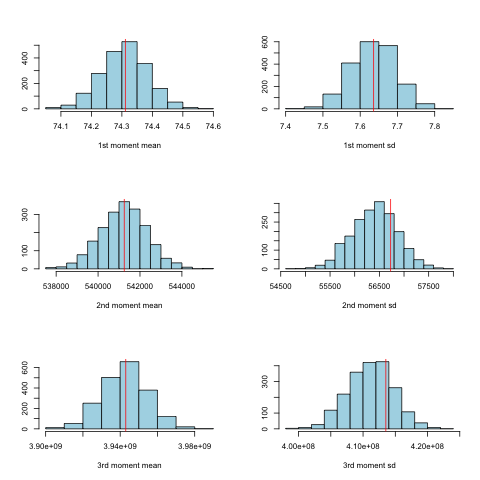 0 200 400
74.1 74.2 74.3 74.4 74.5 74.6
1st moment mean
0 200 400 600
7.4 7.5 7.6 7.7 7.8
1st moment sd
0 100 300
538000 540000 542000 544000
2nd moment mean
0 100 250
54500 55500 56500 57500
2nd moment sd
0 200 400 600
3.90e+09 3.94e+09 3.98e+09
3rd moment mean
0 100 300
4.00e+08 4.10e+08 4.20e+08
3rd moment sd